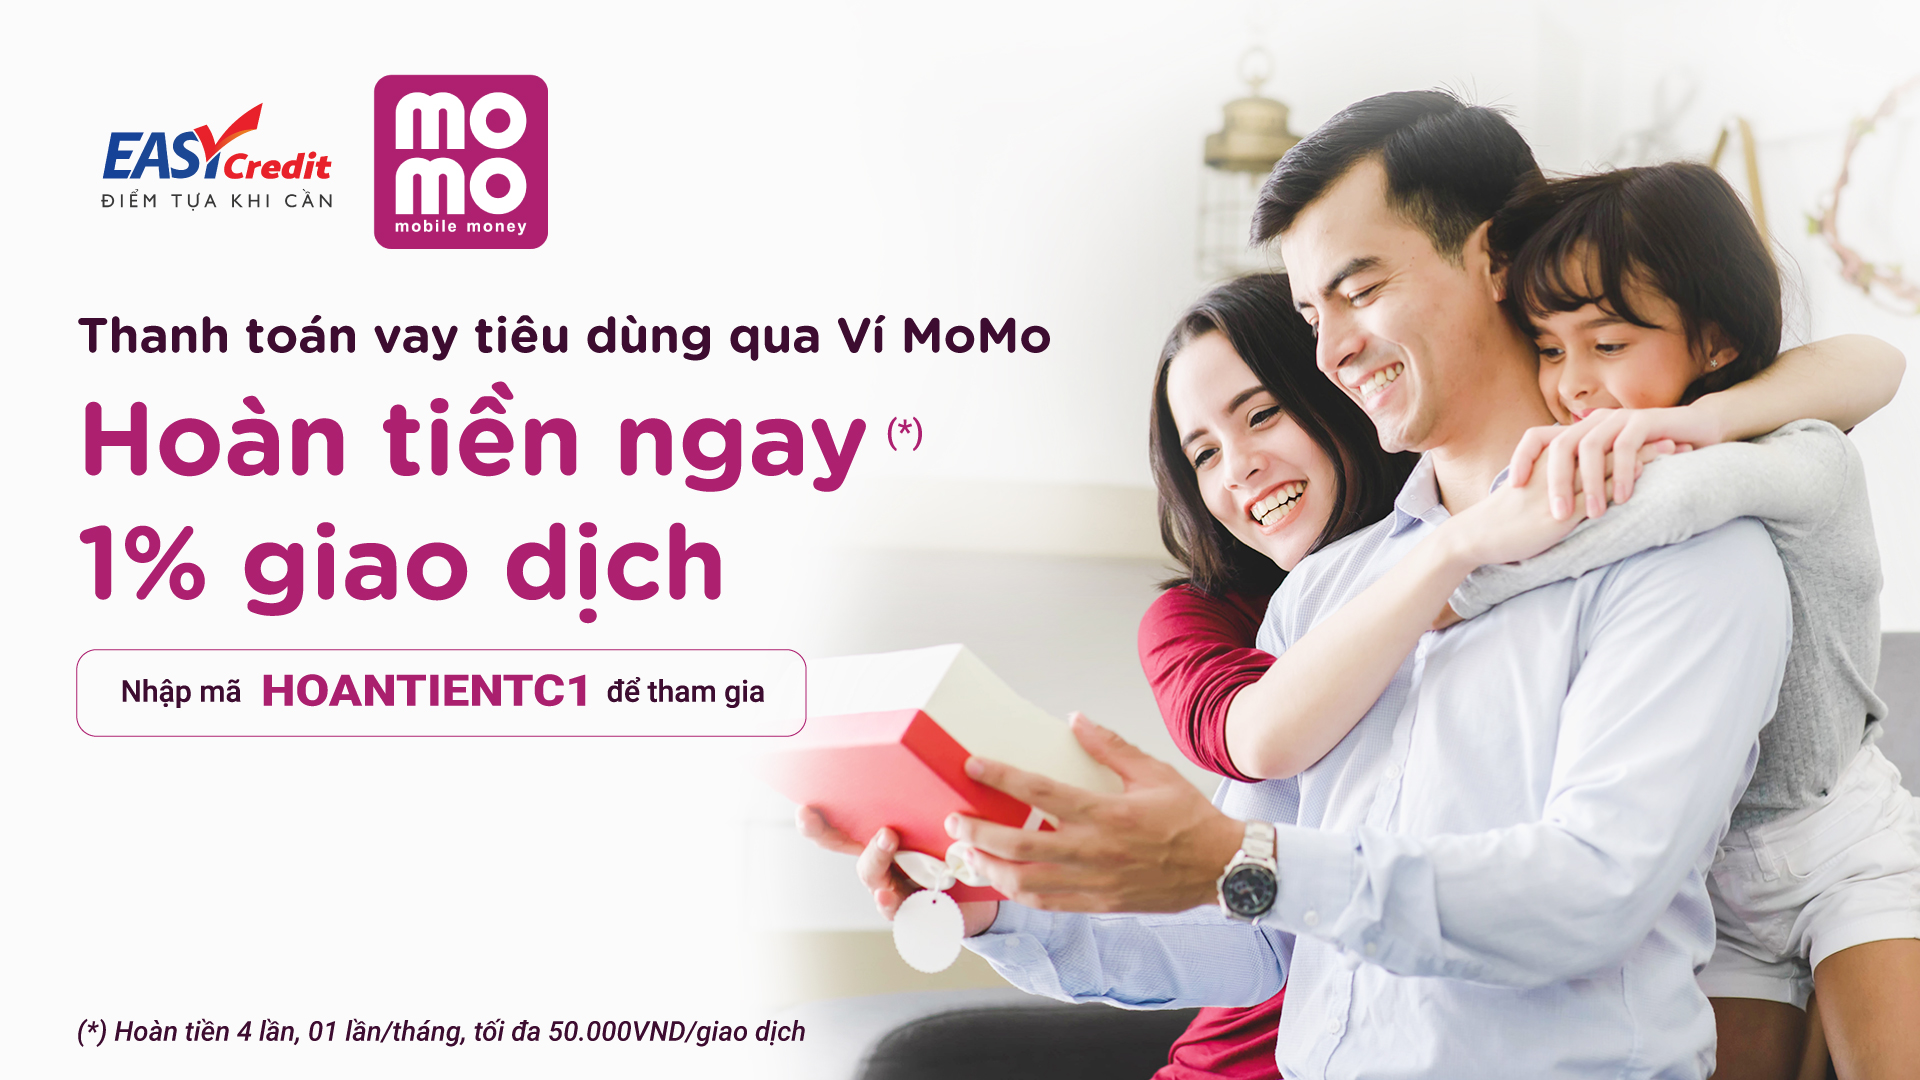 EASY Credit
ĐIỂM TỰA KHI CẦN
mo
mo
mobile money
Thanh toán vay tiêu dùng qua Ví MoMo
Hoàn tiền ngay (*)
1% giao dịch
Nhập mã HOANTIENTC1 để tham gia
(*) Hoàn tiền 4 lần, 01 lần/tháng, tối đa 50.000VND/giao dịch